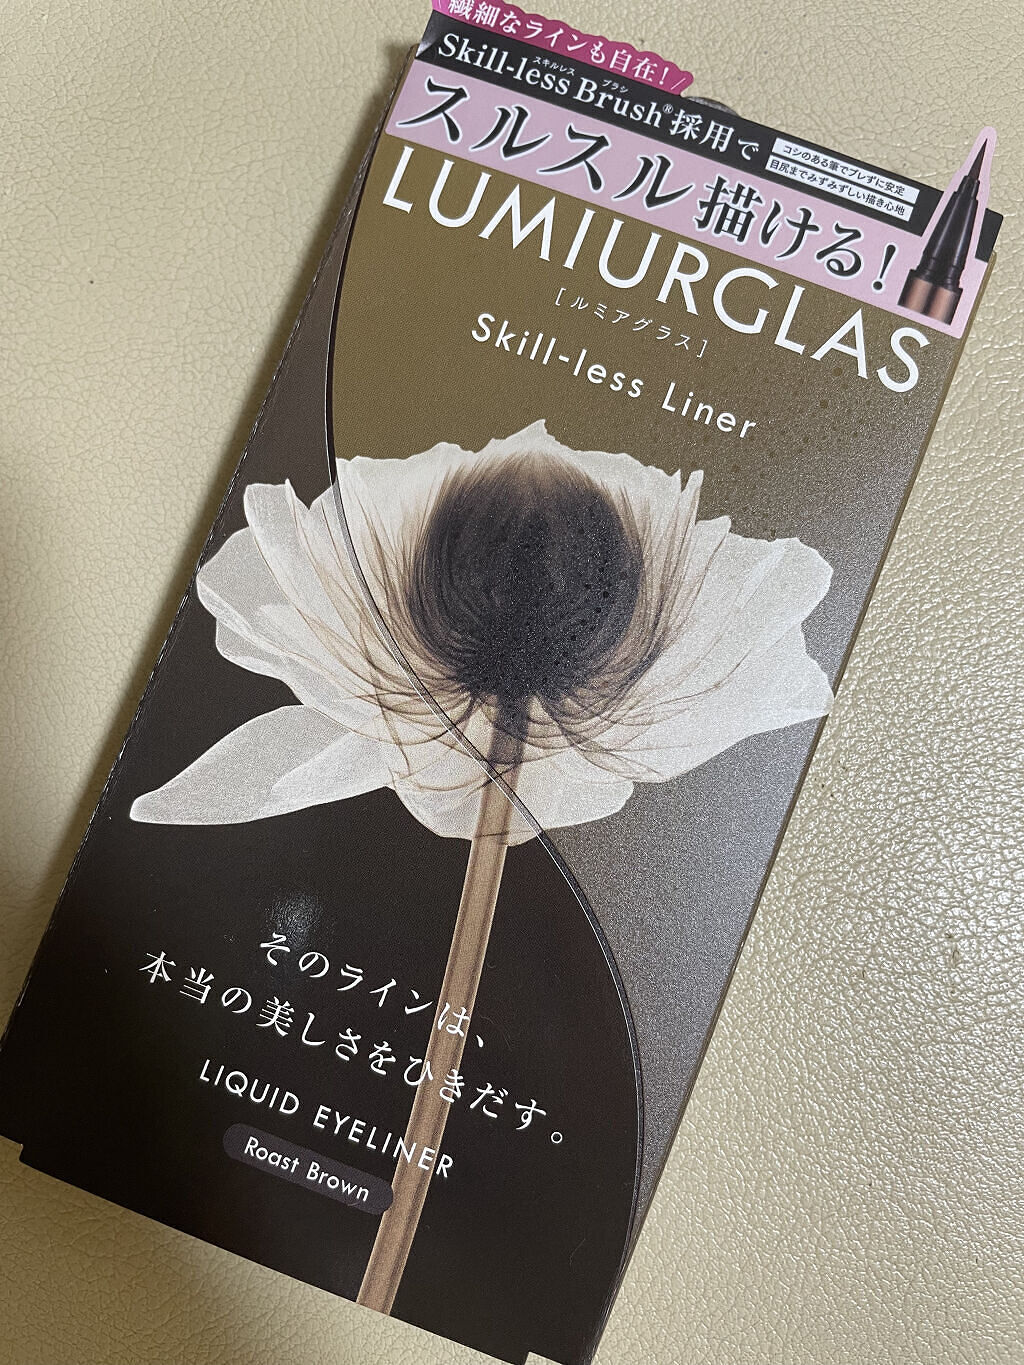 繊細なラインも自在!
スキルレス ブラシ
Skill-less Brush®採用で
コシのある筆でブレずに安定
目尻までみずみずしい描き心地
スルスル描ける!
LUMIURGLAS
[ルミアグラス]
Skill-less Liner
そのラインは、
本当の美しさをひきだす。
LIQUID EYELINER
Roast Brown